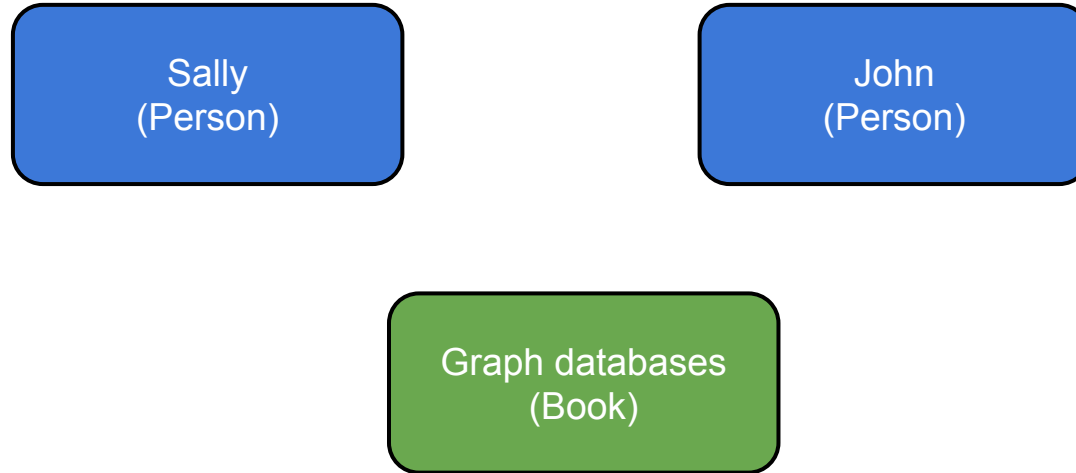 Sally
(Person)
John
(Person)
Graph databases
(Book)